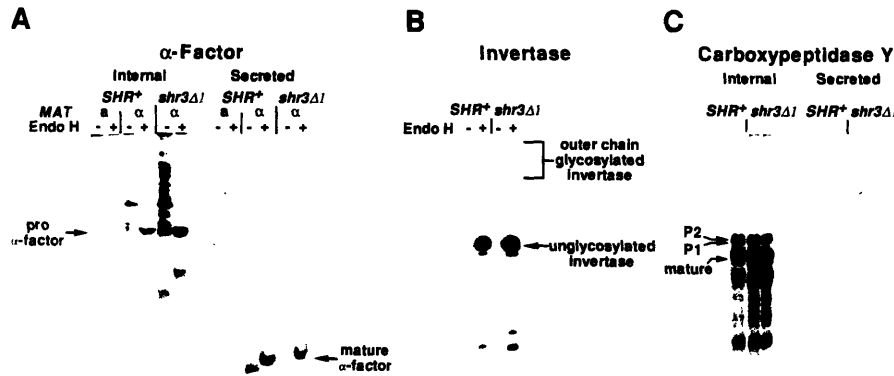 A
α-Factor
Internal Secreted
SHR+ shr3Δ1 SHR+ shr3Δ1
MAT a α α a α α
Endo H - + - + - + - + - + - +
pro
α-factor
mature
α-factor
B
Invertase
SHR+ shr3Δ1
Endo H - + - +
outer chain
glycosylated
invertase
unglycosylated
invertase
C
Carboxypeptidase Y
Internal Secreted
SHR+ shr3Δ1 SHR+ shr3Δ1
P2
P1
mature